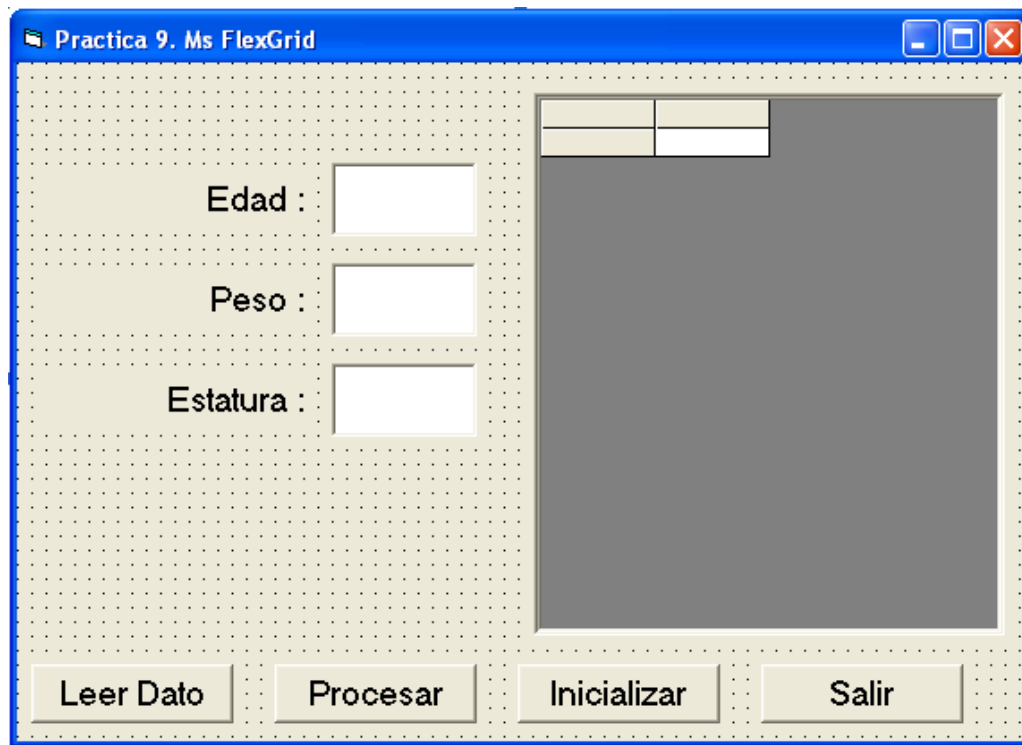 Practica 9. Ms FlexGrid
Edad :
Peso :
Estatura :
Leer Dato
Procesar
Inicializar
Salir